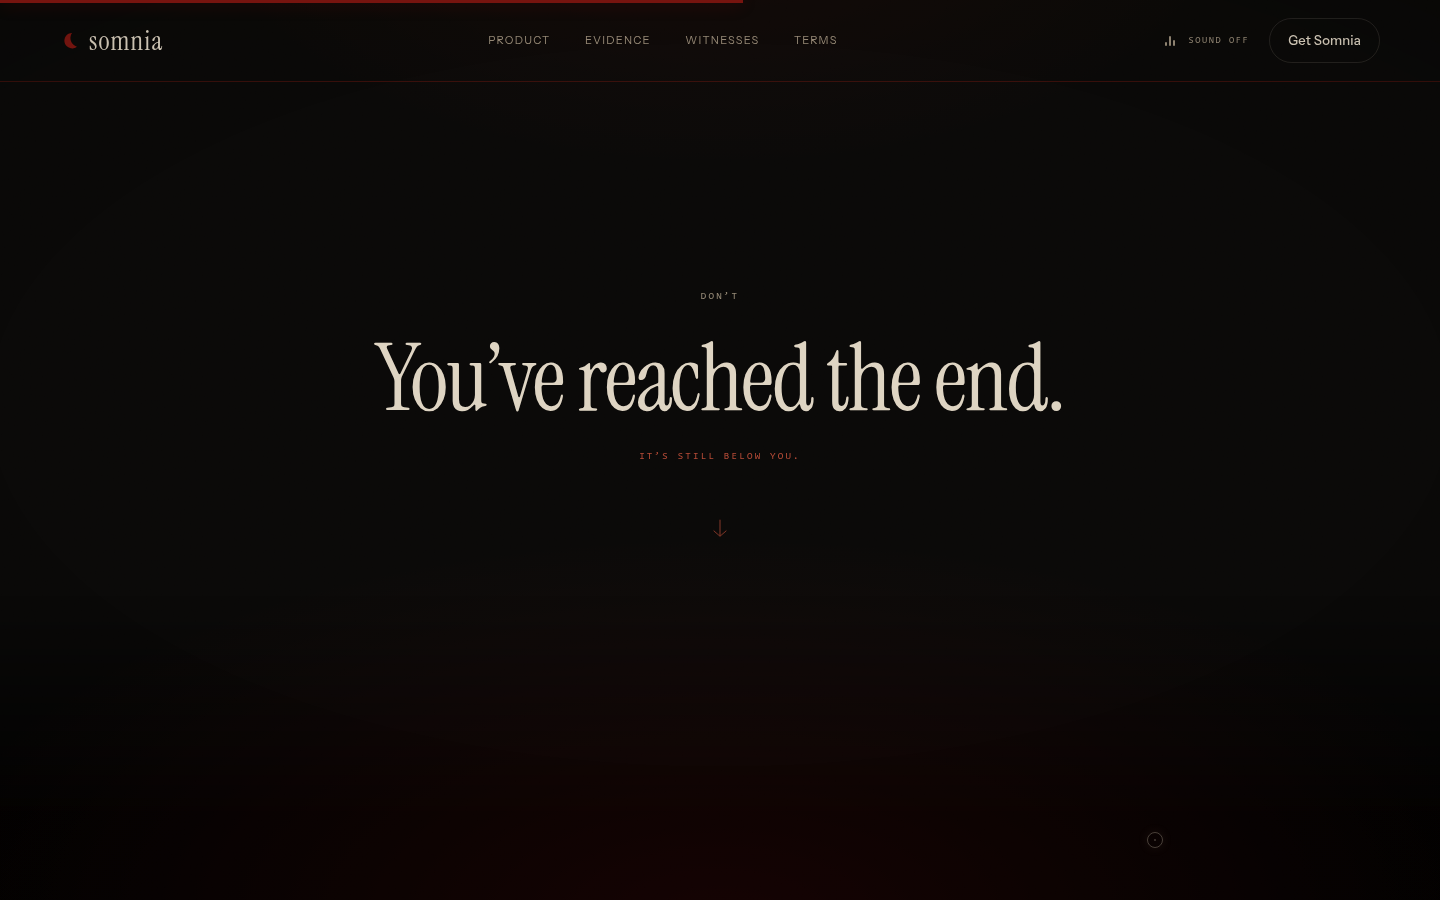 somnia
PRODUCT EVIDENCE WITNESSES TERMS
SOUND OFF
Get Somnia
DON’T
You’ve reached the end.
IT’S STILL BELOW YOU.